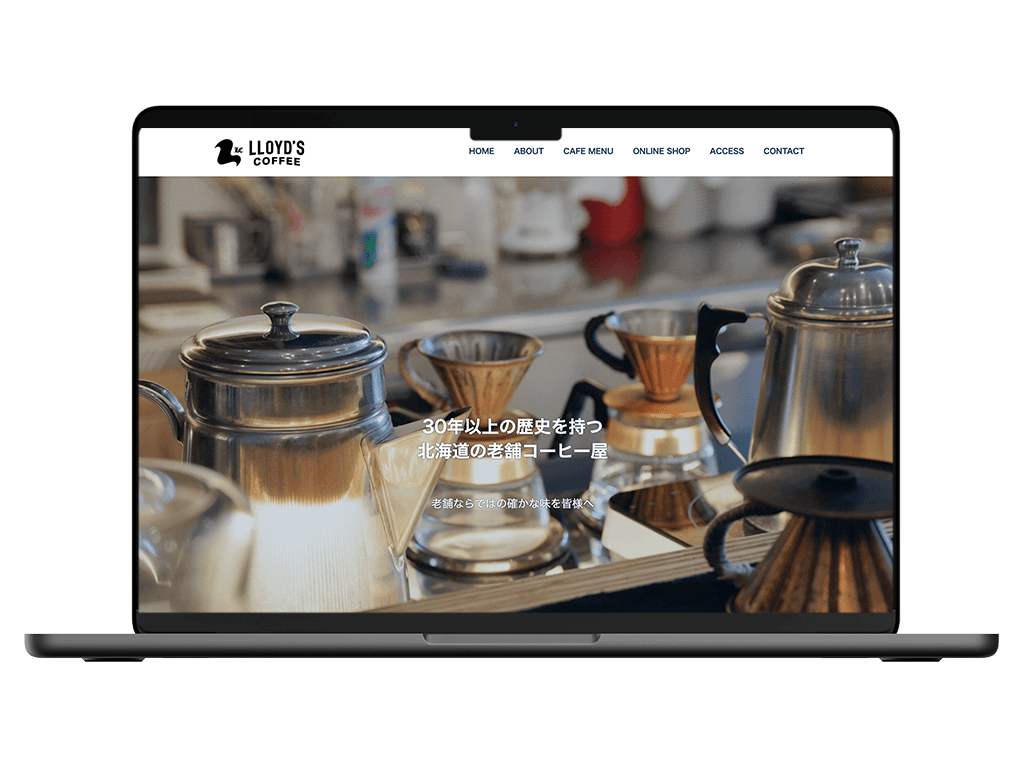 LC LLOYD'S
COFFEE
HOME ABOUT CAFE MENU ONLINE SHOP ACCESS CONTACT
30年以上の歴史を持つ
北海道の老舗コーヒー屋
老舗ならではの確かな味を皆様へ